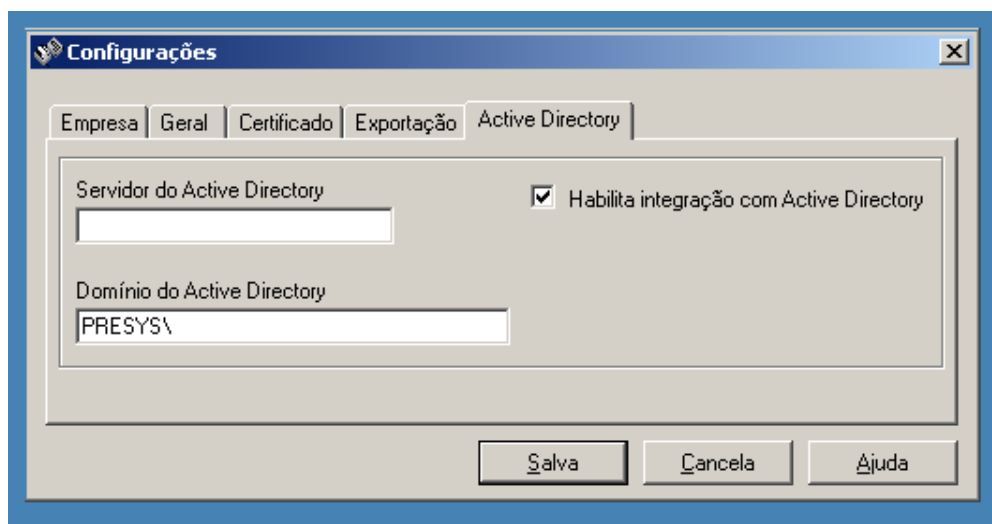 Configurações
Empresa Geral Certificado Exportação Active Directory
Servidor do Active Directory
Habilita integração com Active Directory
Domínio do Active Directory
PRESYS\
Salva Cancela Ajuda